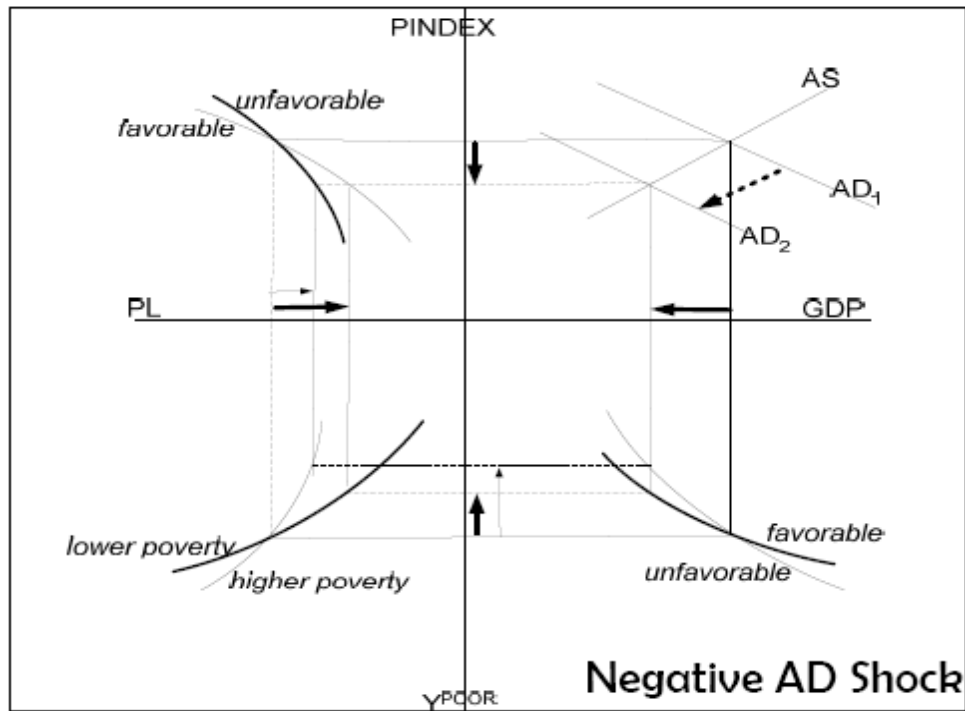 PINDEX
AS
unfavorable
favorable
AD1
AD2
PL
GDP
lower poverty
higher poverty
favorable
unfavorable
Negative AD Shock
YPOOR